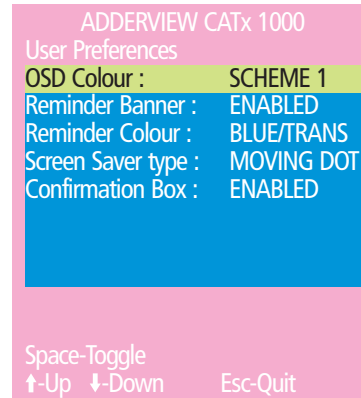 ADDERVIEW CATx 1000
User Preferences
OSD Colour : SCHEME 1
Reminder Banner : ENABLED
Reminder Colour : BLUE/TRANS
Screen Saver type : MOVING DOT
Confirmation Box : ENABLED
Space-Toggle
↑-Up ↓-Down Esc-Quit